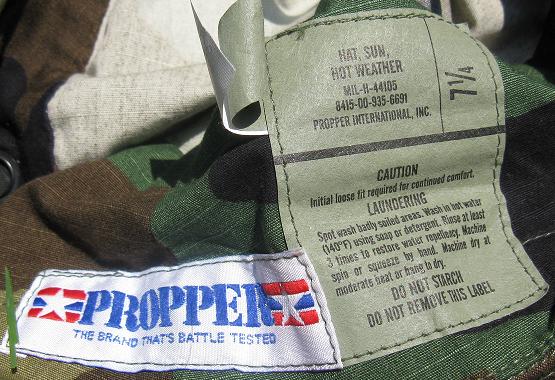 HAT, SUN,
HOT WEATHER
MIL-H-44105
8415-00-935-6691
PROPPER INTERNATIONAL, INC.
7 1/4
CAUTION
Initial loose fit required for continued comfort.
LAUNDERING
Spot wash badly soiled areas. Wash in hot water
(140°F) using soap or detergent. Rinse at least
3 times to restore water repellency. Machine
spin or squeeze by hand. Machine dry at
moderate heat or hang to dry.
DO NOT STARCH
DO NOT REMOVE THIS LABEL
PROPPER
THE BRAND THAT'S BATTLE TESTED